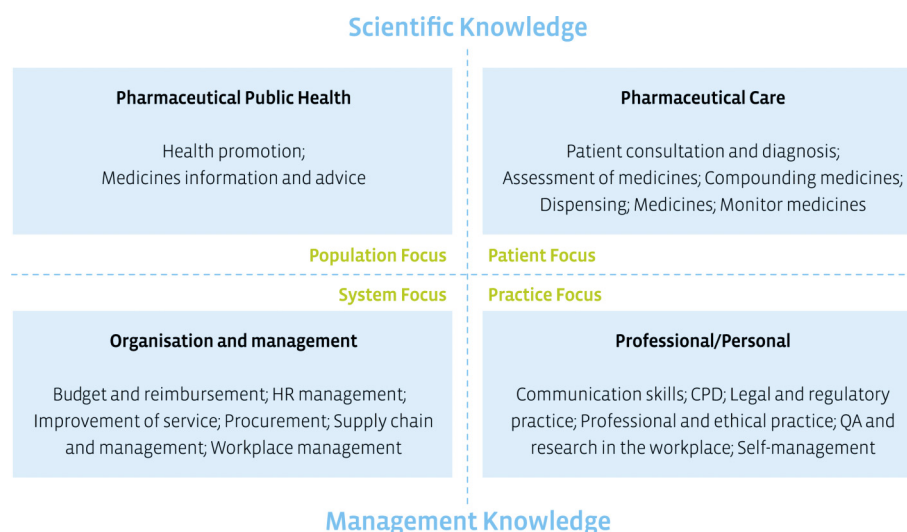 Scientific Knowledge
Pharmaceutical Public Health
Health promotion;
Medicines information and advice
Population Focus
Pharmaceutical Care
Patient consultation and diagnosis;
Assessment of medicines; Compounding medicines;
Dispensing; Medicines; Monitor medicines
Patient Focus
System Focus
Organisation and management
Budget and reimbursement; HR management;
Improvement of service; Procurement; Supply chain
and management; Workplace management
Practice Focus
Professional/Personal
Communication skills; CPD; Legal and regulatory
practice; Professional and ethical practice; QA and
research in the workplace; Self-management
Management Knowledge